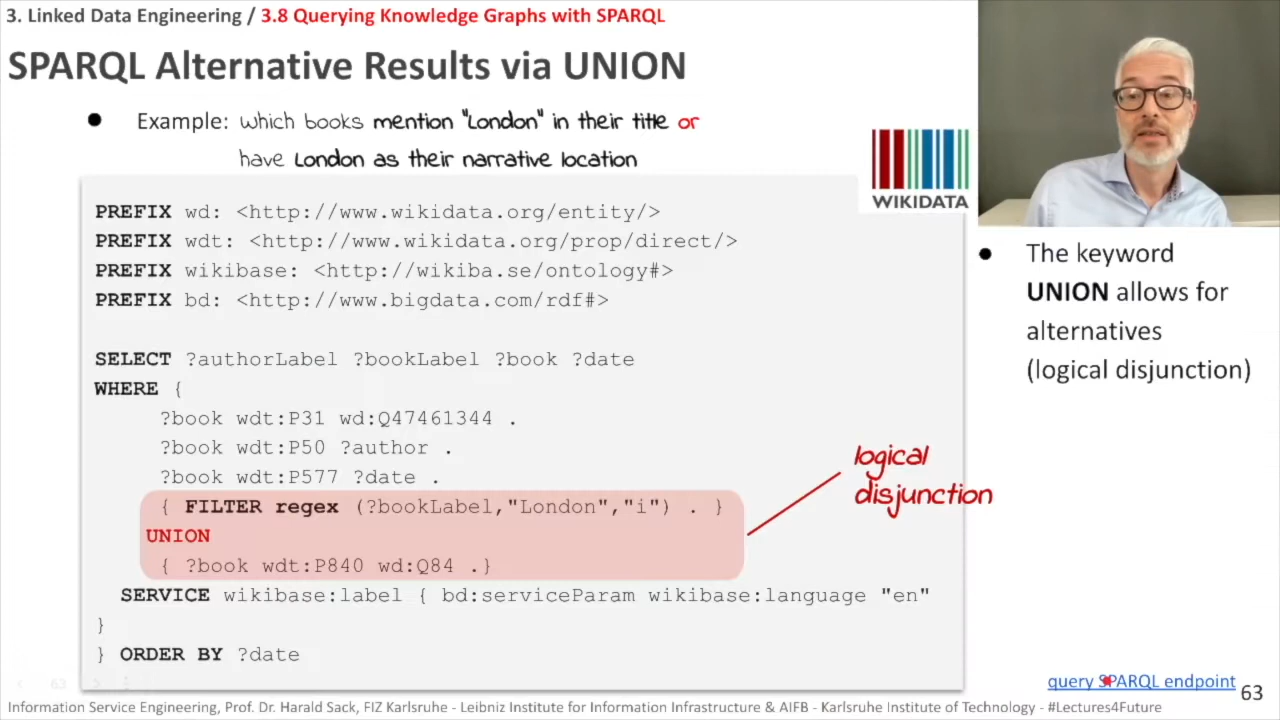 3. Linked Data Engineering / 3.8 Querying Knowledge Graphs with SPARQL
SPARQL Alternative Results via UNION
● Example: which books mention "London" in their title or
have London as their narrative location
WIKIDATA
PREFIX wd: <http://www.wikidata.org/entity/>
PREFIX wdt: <http://www.wikidata.org/prop/direct/>
PREFIX wikibase: <http://wikiba.se/ontology#>
PREFIX bd: <http://www.bigdata.com/rdf#>
SELECT ?authorLabel ?bookLabel ?book ?date
WHERE {
?book wdt:P31 wd:Q47461344 .
?book wdt:P50 ?author .
?book wdt:P577 ?date .
{ FILTER regex (?bookLabel,"London","i") . }
UNION
{ ?book wdt:P840 wd:Q84 .}
SERVICE wikibase:label { bd:serviceParam wikibase:language "en"
}
} ORDER BY ?date
logical
disjunction
● The keyword
UNION allows for
alternatives
(logical disjunction)
query SPARQL endpoint
63
63
Information Service Engineering, Prof. Dr. Harald Sack, FIZ Karlsruhe - Leibniz Institute for Information Infrastructure & AIFB - Karlsruhe Institute of Technology - #Lectures4Future